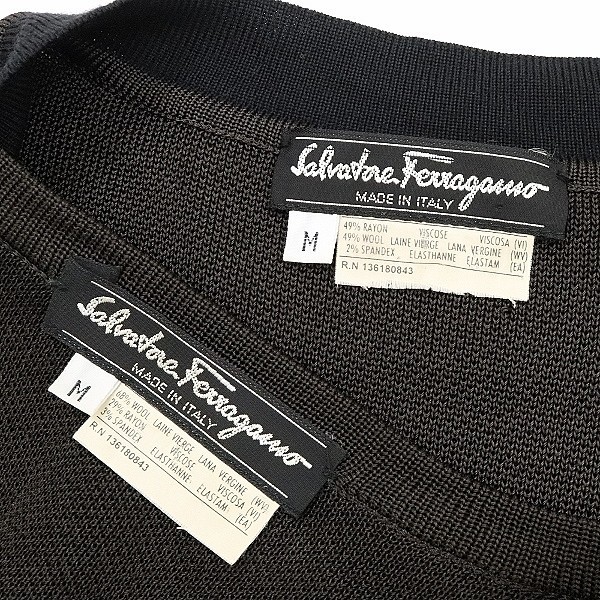 Salvatore Ferragamo
MADE IN ITALY
M
49% RAYON VISCOSE VISCOSA (VI)
49% WOOL LAINE VIERGE LANA VERGINE (WV)
2% SPANDEX ELASTHANNE ELASTAM (EA)
R.N 136180843
Salvatore Ferragamo
MADE IN ITALY
M
68% WOOL LAINE VIERGE LANA VERGINE (WV)
29% RAYON VISCOSE VISCOSA (VI)
3% SPANDEX ELASTHANNE ELASTAM (EA)
R.N 136180843